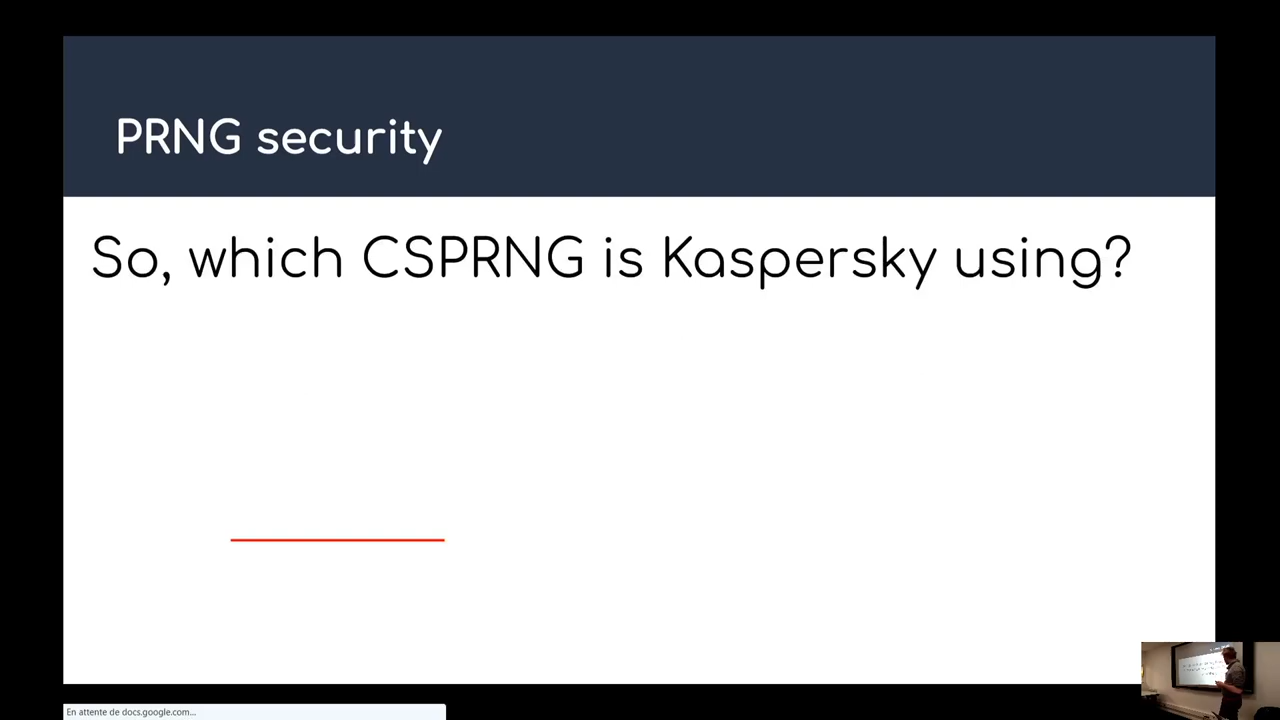 PRNG security
So, which CSPRNG is Kaspersky using?
En attente de docs.google.com...